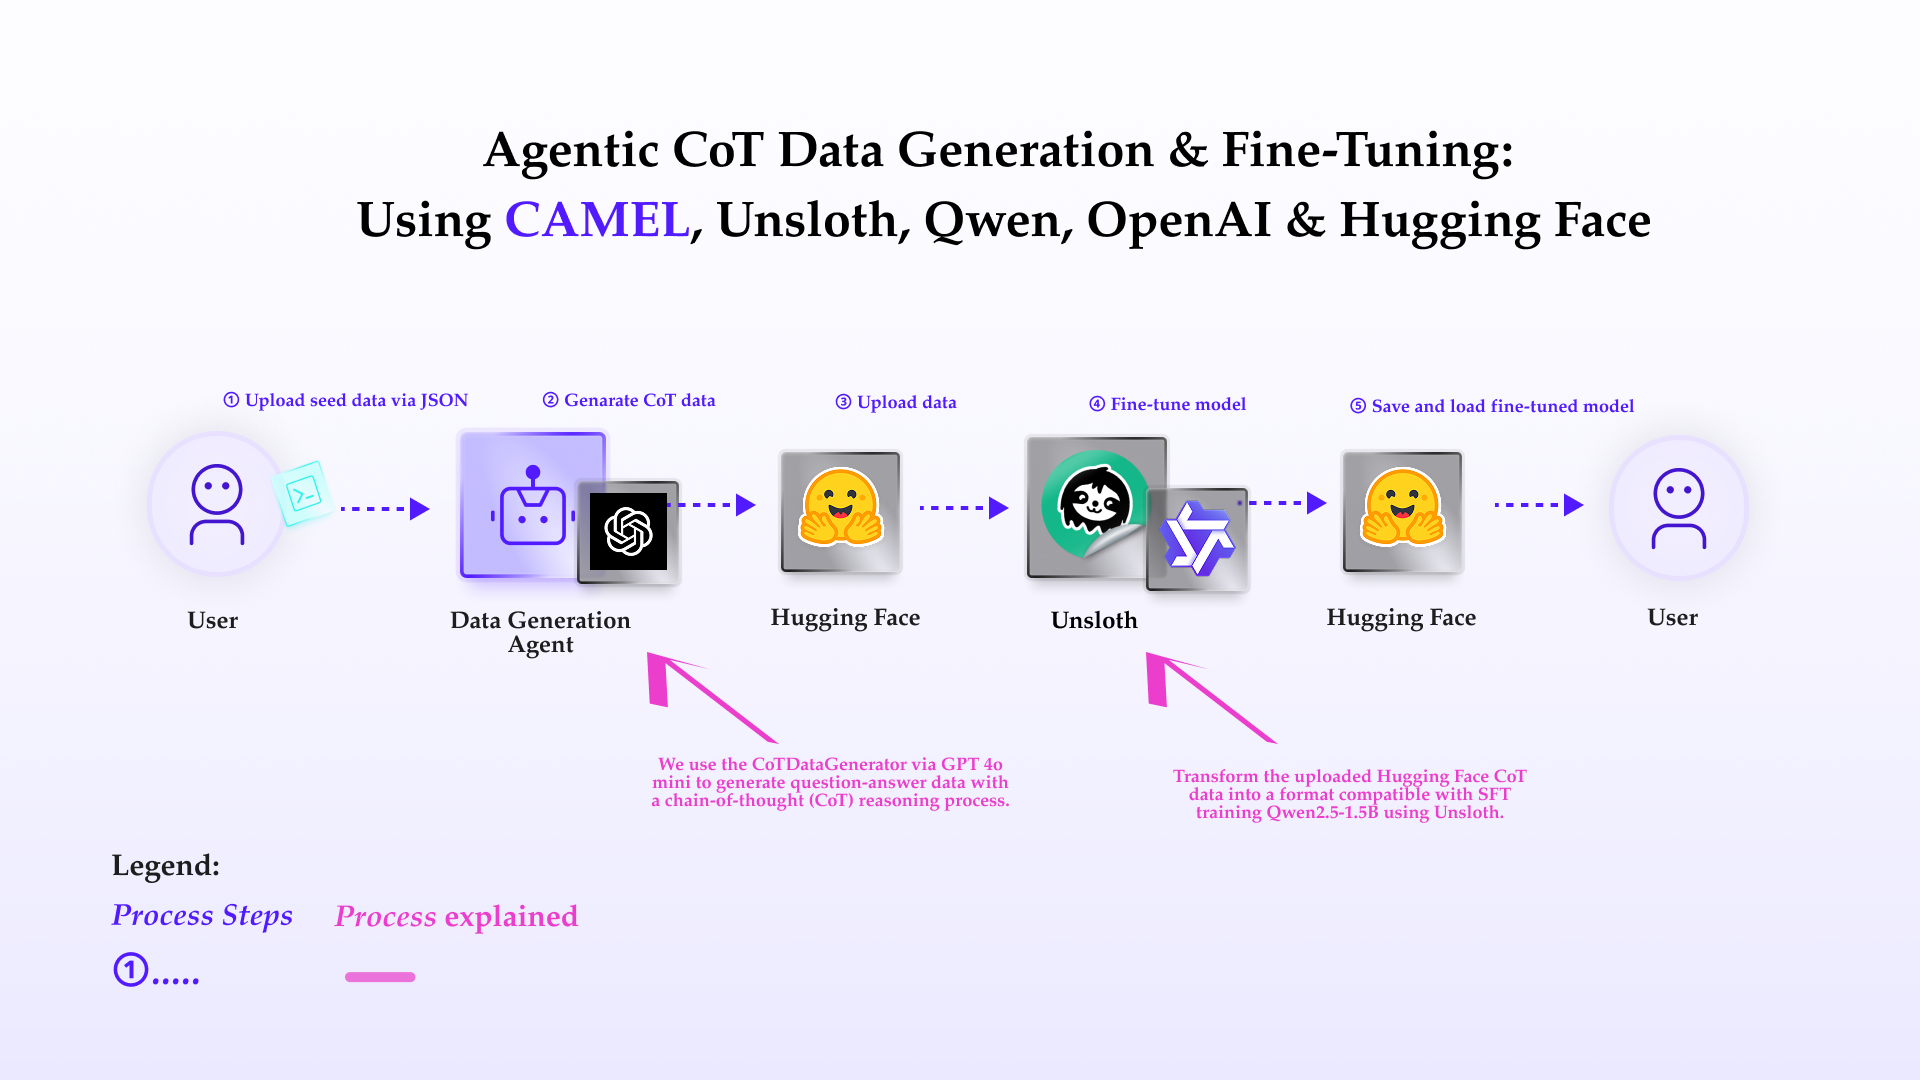 Agentic CoT Data Generation & Fine-Tuning:
Using CAMEL, Unsloth, Qwen, OpenAI & Hugging Face
① Upload seed data via JSON
② Genarate CoT data
③ Upload data
④ Fine-tune model
⑤ Save and load fine-tuned model
>_
User
Data Generation
Agent
Hugging Face
Unsloth
Hugging Face
User
We use the CoTDataGenerator via GPT 4o
mini to generate question-answer data with
a chain-of-thought (CoT) reasoning process.
Transform the uploaded Hugging Face CoT
data into a format compatible with SFT
training Qwen2.5-1.5B using Unsloth.
Legend:
Process Steps
Process explained
①.....